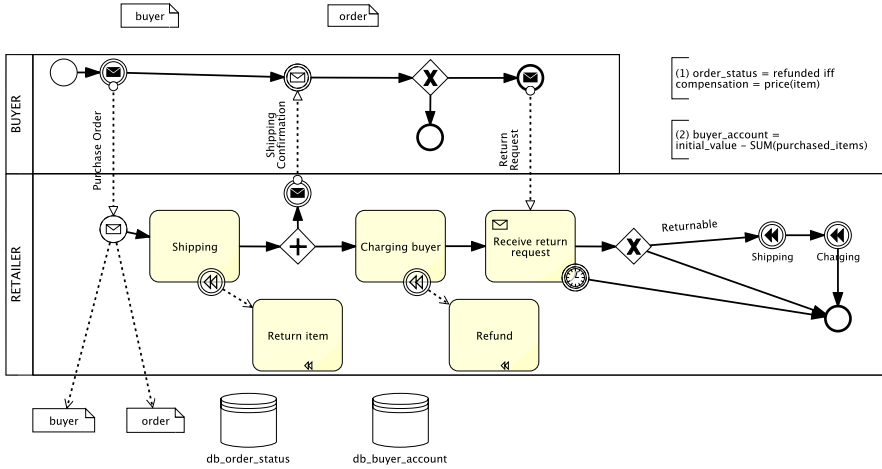 buyer
order
BUYER
Purchase Order
Shipping
Confirmation
Return
Request
(1) order_status = refunded iff
compensation = price(item)
(2) buyer_account =
initial_value - SUM(purchased_items)
RETAILER
Shipping
Charging buyer
Receive return
request
Returnable
Shipping
Charging
Return item
Refund
buyer
order
db_order_status
db_buyer_account